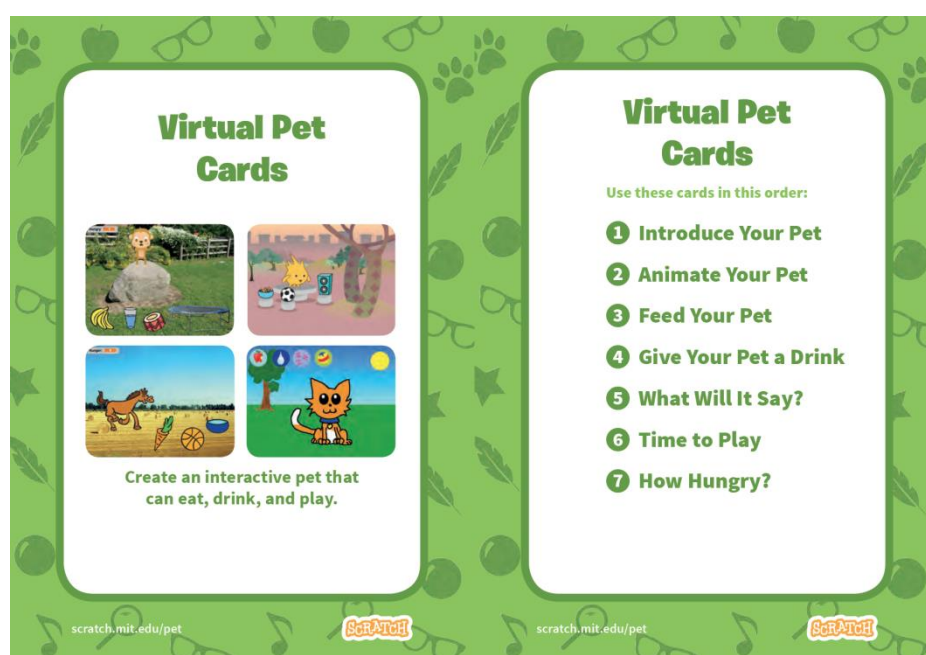 Virtual Pet
Cards
Create an interactive pet that
can eat, drink, and play.
scratch.mit.edu/pet
SCRATCH
Virtual Pet
Cards
Use these cards in this order:
1 Introduce Your Pet
2 Animate Your Pet
3 Feed Your Pet
4 Give Your Pet a Drink
5 What Will It Say?
6 Time to Play
7 How Hungry?
scratch.mit.edu/pet
SCRATCH